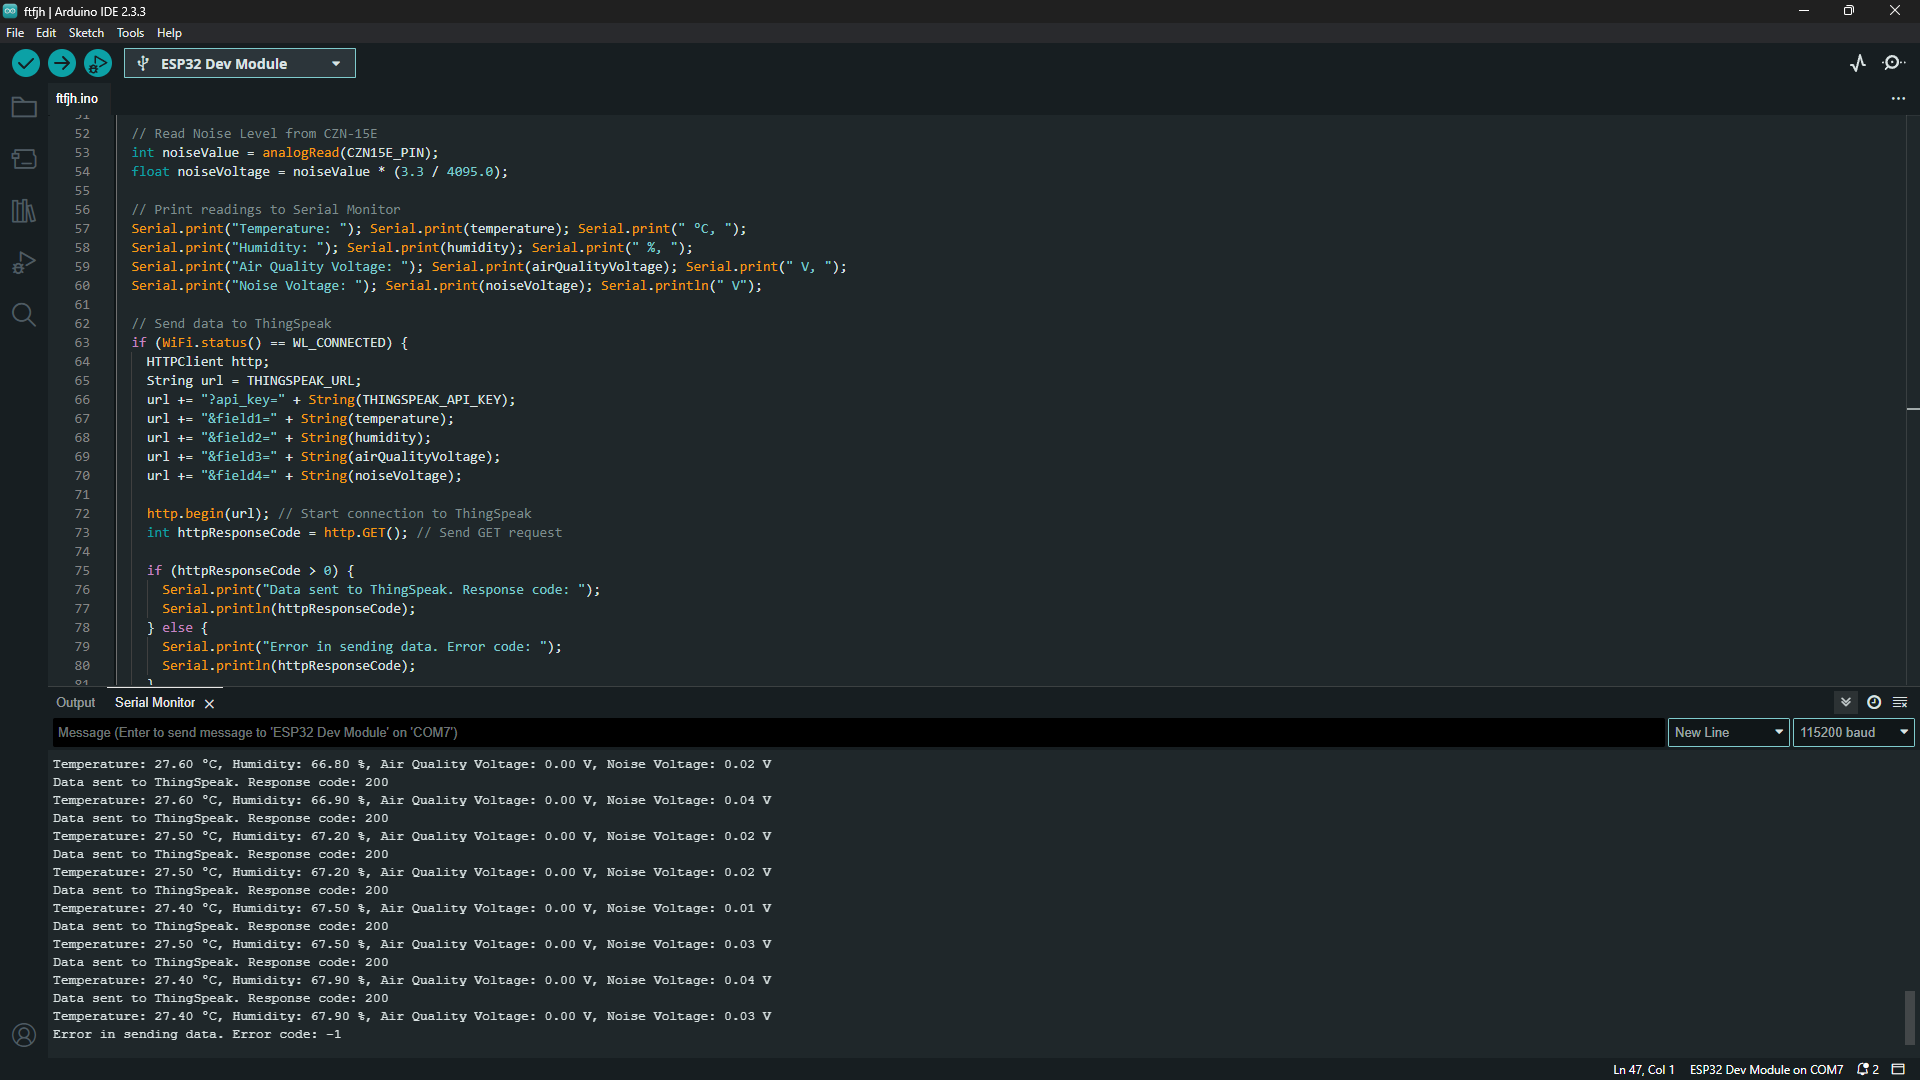 ftfjh | Arduino IDE 2.3.3
File Edit Sketch Tools Help
ESP32 Dev Module
ftfjh.ino
51
52 // Read Noise Level from CZN-15E
53 int noiseValue = analogRead(CZN15E_PIN);
54 float noiseVoltage = noiseValue * (3.3 / 4095.0);
55
56 // Print readings to Serial Monitor
57 Serial.print("Temperature: "); Serial.print(temperature); Serial.print(" °C, ");
58 Serial.print("Humidity: "); Serial.print(humidity); Serial.print(" %, ");
59 Serial.print("Air Quality Voltage: "); Serial.print(airQualityVoltage); Serial.print(" V, ");
60 Serial.print("Noise Voltage: "); Serial.print(noiseVoltage); Serial.println(" V");
61
62 // Send data to ThingSpeak
63 if (WiFi.status() == WL_CONNECTED) {
64 HTTPClient http;
65 String url = THINGSPEAK_URL;
66 url += "?api_key=" + String(THINGSPEAK_API_KEY);
67 url += "&field1=" + String(temperature);
68 url += "&field2=" + String(humidity);
69 url += "&field3=" + String(airQualityVoltage);
70 url += "&field4=" + String(noiseVoltage);
71
72 http.begin(url); // Start connection to ThingSpeak
73 int httpResponseCode = http.GET(); // Send GET request
74
75 if (httpResponseCode > 0) {
76 Serial.print("Data sent to ThingSpeak. Response code: ");
77 Serial.println(httpResponseCode);
78 } else {
79 Serial.print("Error in sending data. Error code: ");
80 Serial.println(httpResponseCode);
81 }
Output Serial Monitor
Message (Enter to send message to 'ESP32 Dev Module' on 'COM7') New Line 115200 baud
Temperature: 27.60 °C, Humidity: 66.80 %, Air Quality Voltage: 0.00 V, Noise Voltage: 0.02 V
Data sent to ThingSpeak. Response code: 200
Temperature: 27.60 °C, Humidity: 66.90 %, Air Quality Voltage: 0.00 V, Noise Voltage: 0.04 V
Data sent to ThingSpeak. Response code: 200
Temperature: 27.50 °C, Humidity: 67.20 %, Air Quality Voltage: 0.00 V, Noise Voltage: 0.02 V
Data sent to ThingSpeak. Response code: 200
Temperature: 27.50 °C, Humidity: 67.20 %, Air Quality Voltage: 0.00 V, Noise Voltage: 0.02 V
Data sent to ThingSpeak. Response code: 200
Temperature: 27.40 °C, Humidity: 67.50 %, Air Quality Voltage: 0.00 V, Noise Voltage: 0.01 V
Data sent to ThingSpeak. Response code: 200
Temperature: 27.50 °C, Humidity: 67.50 %, Air Quality Voltage: 0.00 V, Noise Voltage: 0.03 V
Data sent to ThingSpeak. Response code: 200
Temperature: 27.40 °C, Humidity: 67.90 %, Air Quality Voltage: 0.00 V, Noise Voltage: 0.04 V
Data sent to ThingSpeak. Response code: 200
Temperature: 27.40 °C, Humidity: 67.90 %, Air Quality Voltage: 0.00 V, Noise Voltage: 0.03 V
Error in sending data. Error code: -1
Ln 47, Col 1 ESP32 Dev Module on COM7 2